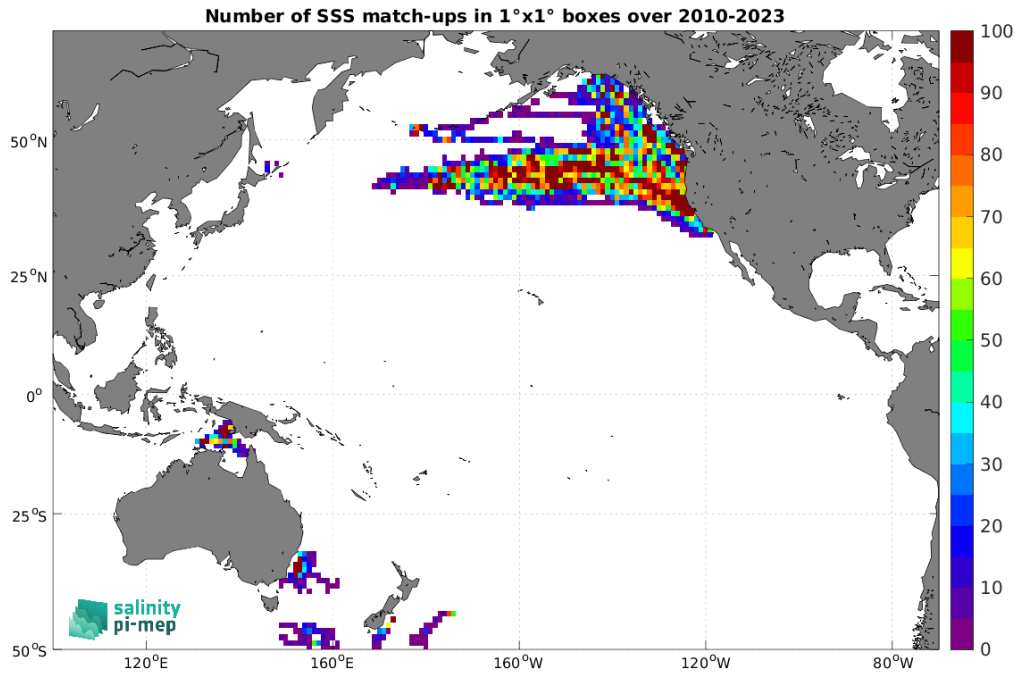 Number of SSS match-ups in 1°x1° boxes over 2010-2023
50°N
25°N
0°
25°S
50°S
120°E
160°E
160°W
120°W
80°W
100
90
80
70
60
50
40
30
20
10
0
salinity
pi-mep